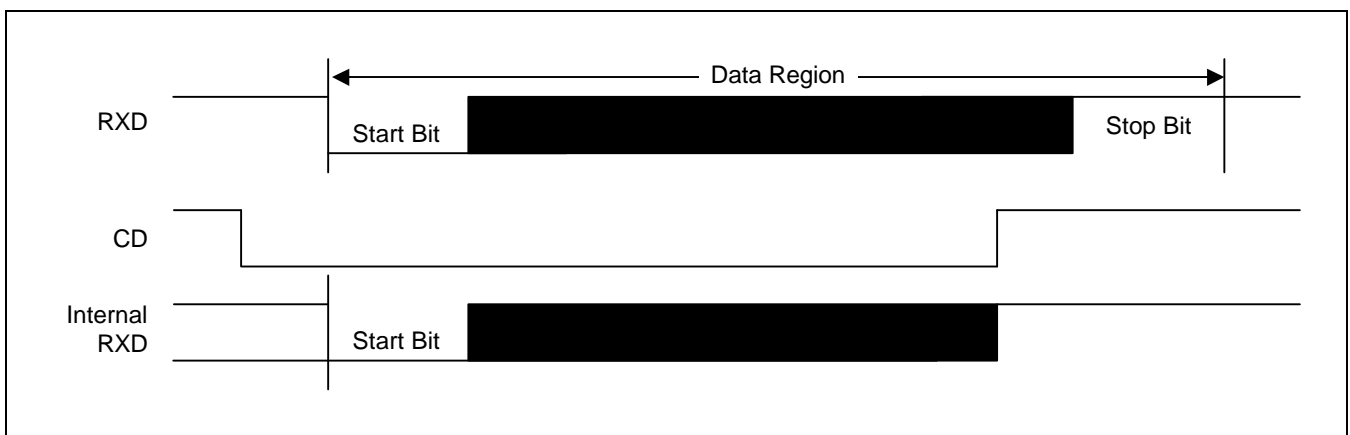 Data Region
RXD
Start Bit
Stop Bit
CD
Internal
RXD
Start Bit